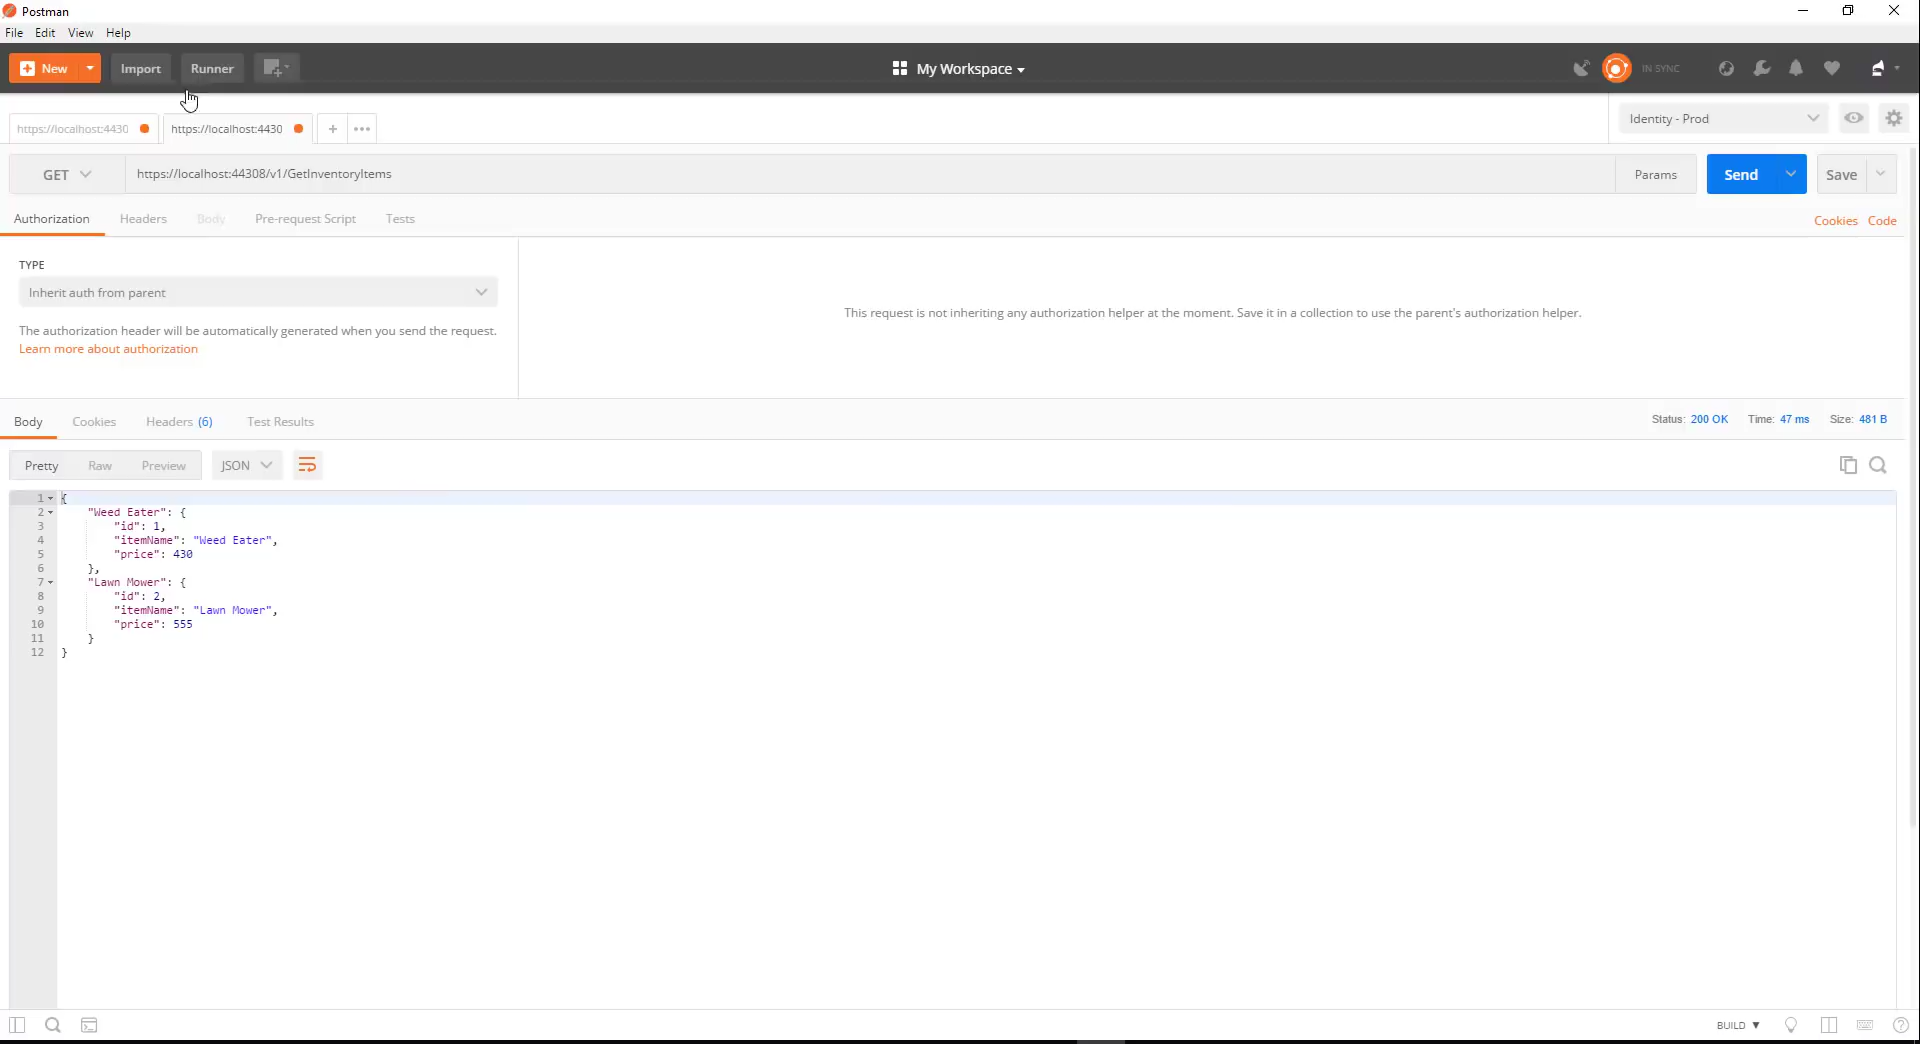 Postman
File Edit View Help
New Import Runner My Workspace IN SYNC
https://localhost:4430 https://localhost:4430 + ••• Identity - Prod
GET https://localhost:44308/v1/GetInventoryItems Params Send Save
Authorization Headers Body Pre-request Script Tests Cookies Code
TYPE
Inherit auth from parent
The authorization header will be automatically generated when you send the request.
Learn more about authorization
This request is not inheriting any authorization helper at the moment. Save it in a collection to use the parent's authorization helper.
Body Cookies Headers (6) Test Results Status: 200 OK Time: 47 ms Size: 481 B
Pretty Raw Preview JSON
1 {
2 "Weed Eater": {
3 "id": 1,
4 "itemName": "Weed Eater",
5 "price": 430
6 },
7 "Lawn Mower": {
8 "id": 2,
9 "itemName": "Lawn Mower",
10 "price": 555
11 }
12 }
BUILD